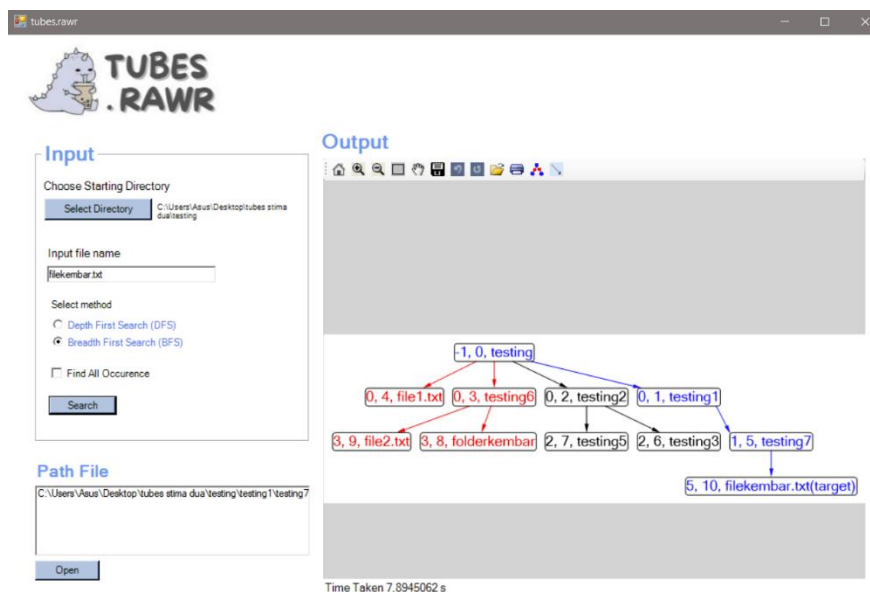 tubes.rawr
TUBES
.RAWR
Input
Choose Starting Directory
Select Directory
C:\Users\Asus\Desktop\tubes stima
dua\testing
Input file name
filekembar.txt
Select method
Depth First Search (DFS)
Breadth First Search (BFS)
Find All Occurence
Search
Path File
C:\Users\Asus\Desktop\tubes stima dua\testing\testing1\testing7
Open
Output
-1, 0, testing
0, 4, file1.txt
0, 3, testing6
0, 2, testing2
0, 1, testing1
3, 9, file2.txt
3, 8, folderkembar
2, 7, testing5
2, 6, testing3
1, 5, testing7
5, 10, filekembar.txt(target)
Time Taken 7.8945062 s